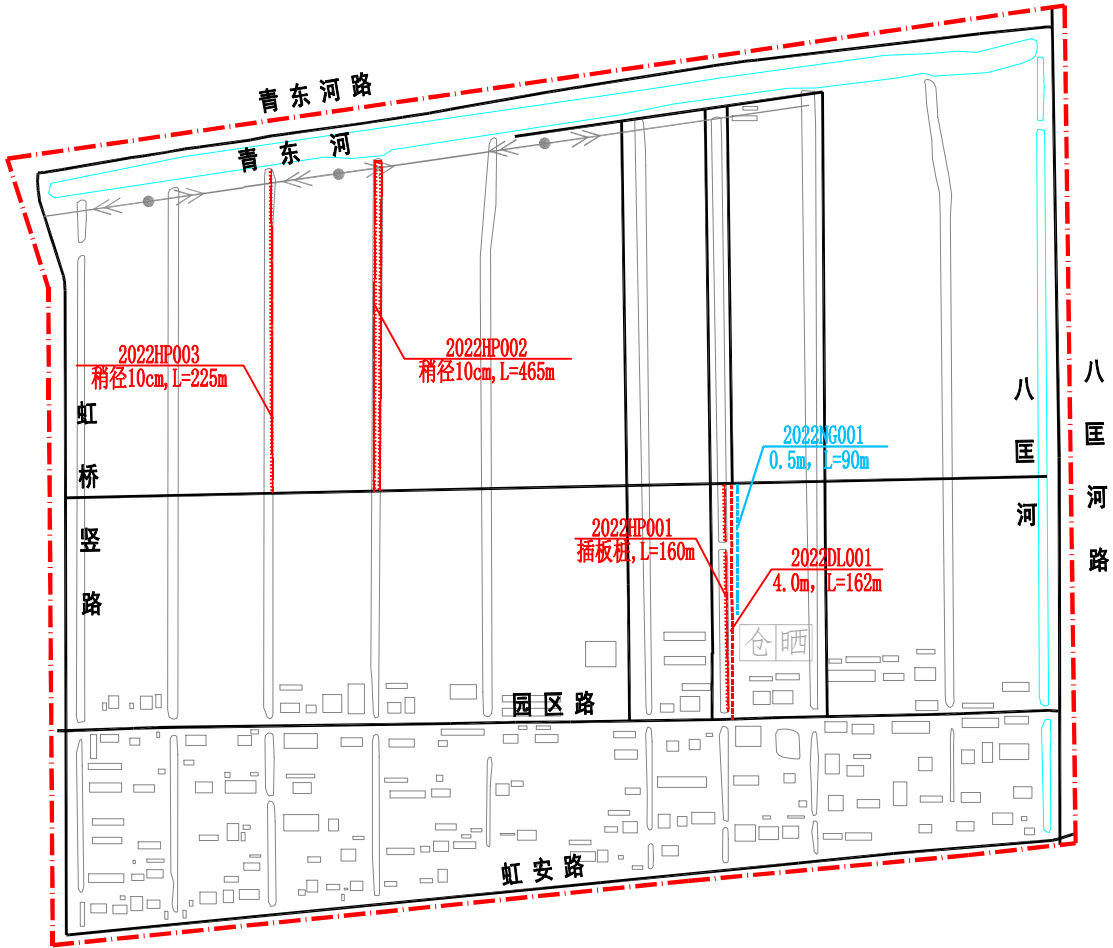 青东河路
青东河
2022HP003
稍径10cm,L=225m
2022HP002
稍径10cm,L=465m
虹桥竖路
八匡河
八匡河路
2022NG001
0.5m, L=90m
2022HP001
插板桩,L=160m
2022DL001
4.0m, L=162m
仓晒
园区路
虹安路